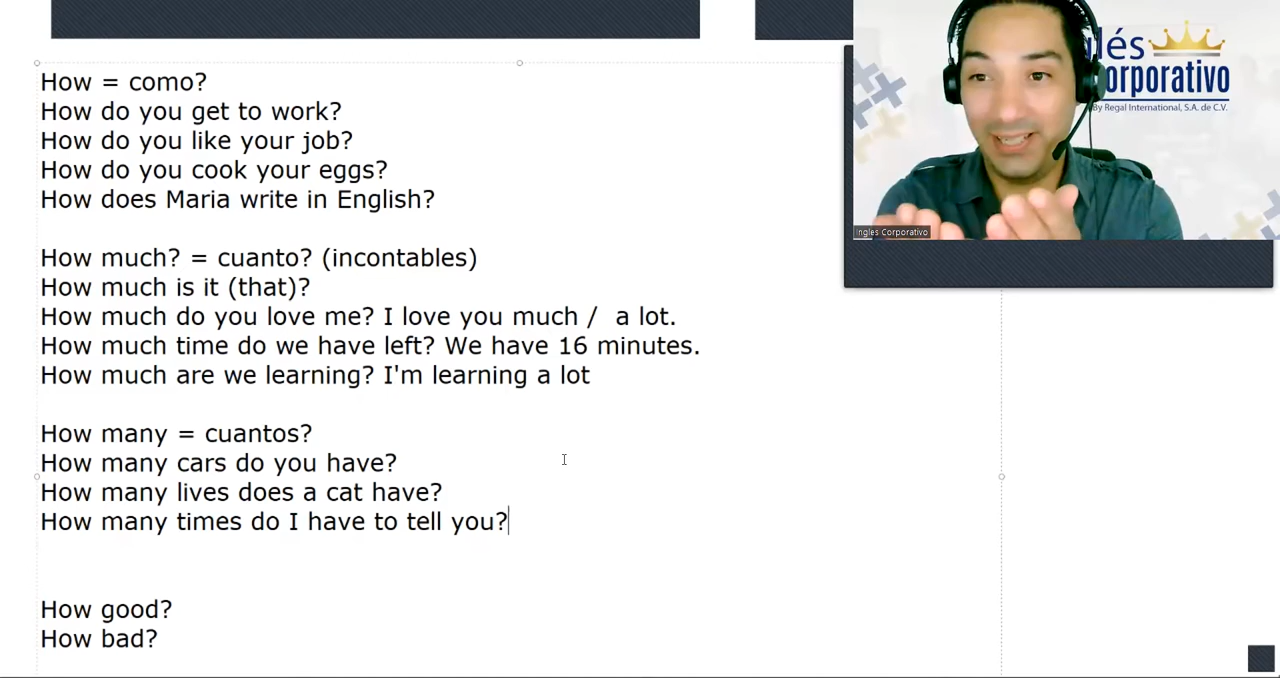 How = como?
How do you get to work?
How do you like your job?
How do you cook your eggs?
How does Maria write in English?
How much? = cuanto? (incontables)
How much is it (that)?
How much do you love me? I love you much /  a lot.
How much time do we have left? We have 16 minutes.
How much are we learning? I'm learning a lot
How many = cuantos?
How many cars do you have?
How many lives does a cat have?
How many times do I have to tell you?
How good?
How bad?
lés
orporativo
By Regal International, S.A. de C.V.
Ingles Corporativo